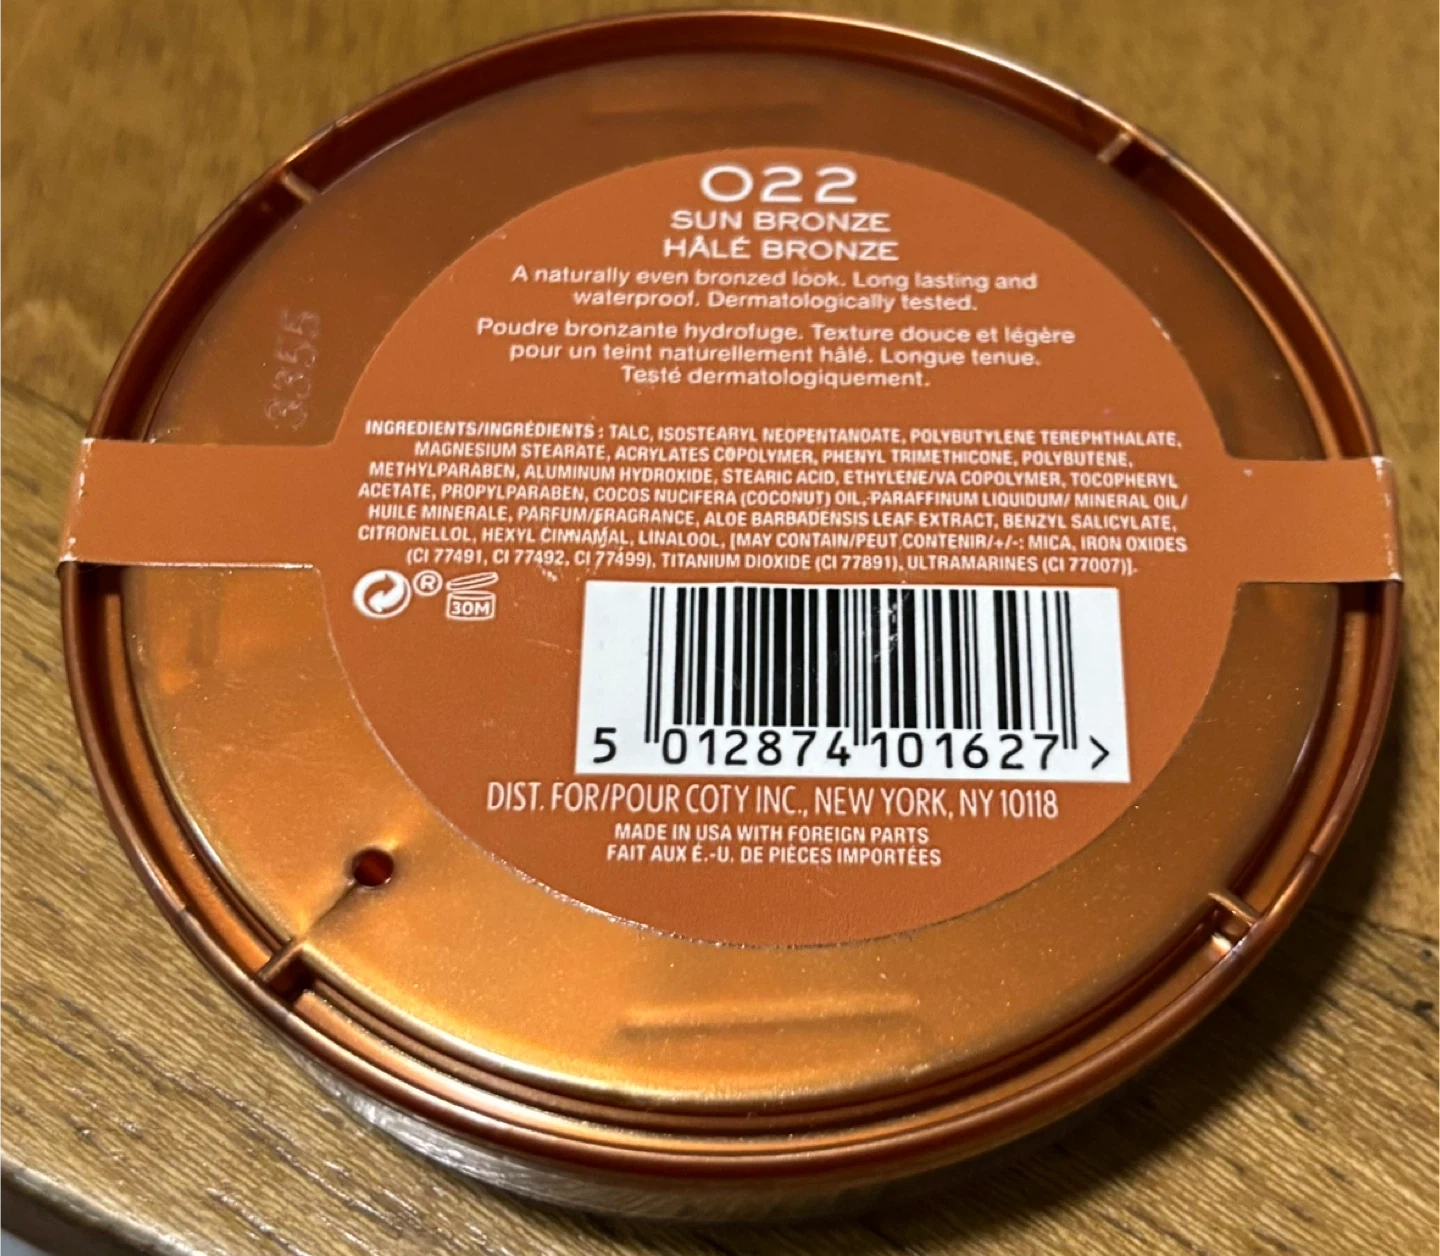 022
SUN BRONZE
HÂLÉ BRONZE
A naturally even bronzed look. Long lasting and
waterproof. Dermatologically tested.
Poudre bronzante hydrofuge. Texture douce et légère
pour un teint naturellement hâlé. Longue tenue.
Testé dermatologiquement.
3355
INGREDIENTS/INGRÉDIENTS : TALC, ISOSTEARYL NEOPENTANOATE, POLYBUTYLENE TEREPHTHALATE,
MAGNESIUM STEARATE, ACRYLATES COPOLYMER, PHENYL TRIMETHICONE, POLYBUTENE,
METHYLPARABEN, ALUMINUM HYDROXIDE, STEARIC ACID, ETHYLENE/VA COPOLYMER, TOCOPHERYL
ACETATE, PROPYLPARABEN, COCOS NUCIFERA (COCONUT) OIL, PARAFFINUM LIQUIDUM/ MINERAL OIL/
HUILE MINERALE, PARFUM/FRAGRANCE, ALOE BARBADENSIS LEAF EXTRACT, BENZYL SALICYLATE,
CITRONELLOL, HEXYL CINNAMAL, LINALOOL, [MAY CONTAIN/PEUT CONTENIR/+/-: MICA, IRON OXIDES
(CI 77491, CI 77492, CI 77499), TITANIUM DIOXIDE (CI 77891), ULTRAMARINES (CI 77007)].
® 30M
5 012874 101627 >
DIST. FOR/POUR COTY INC., NEW YORK, NY 10118
MADE IN USA WITH FOREIGN PARTS
FAIT AUX É.-U. DE PIÈCES IMPORTÉES